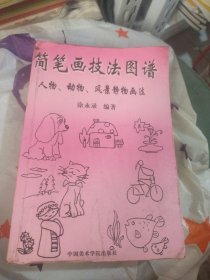 简笔画技法图谱
人物、动物、风景静物画法
徐永录 编著
中国美术学院出版社